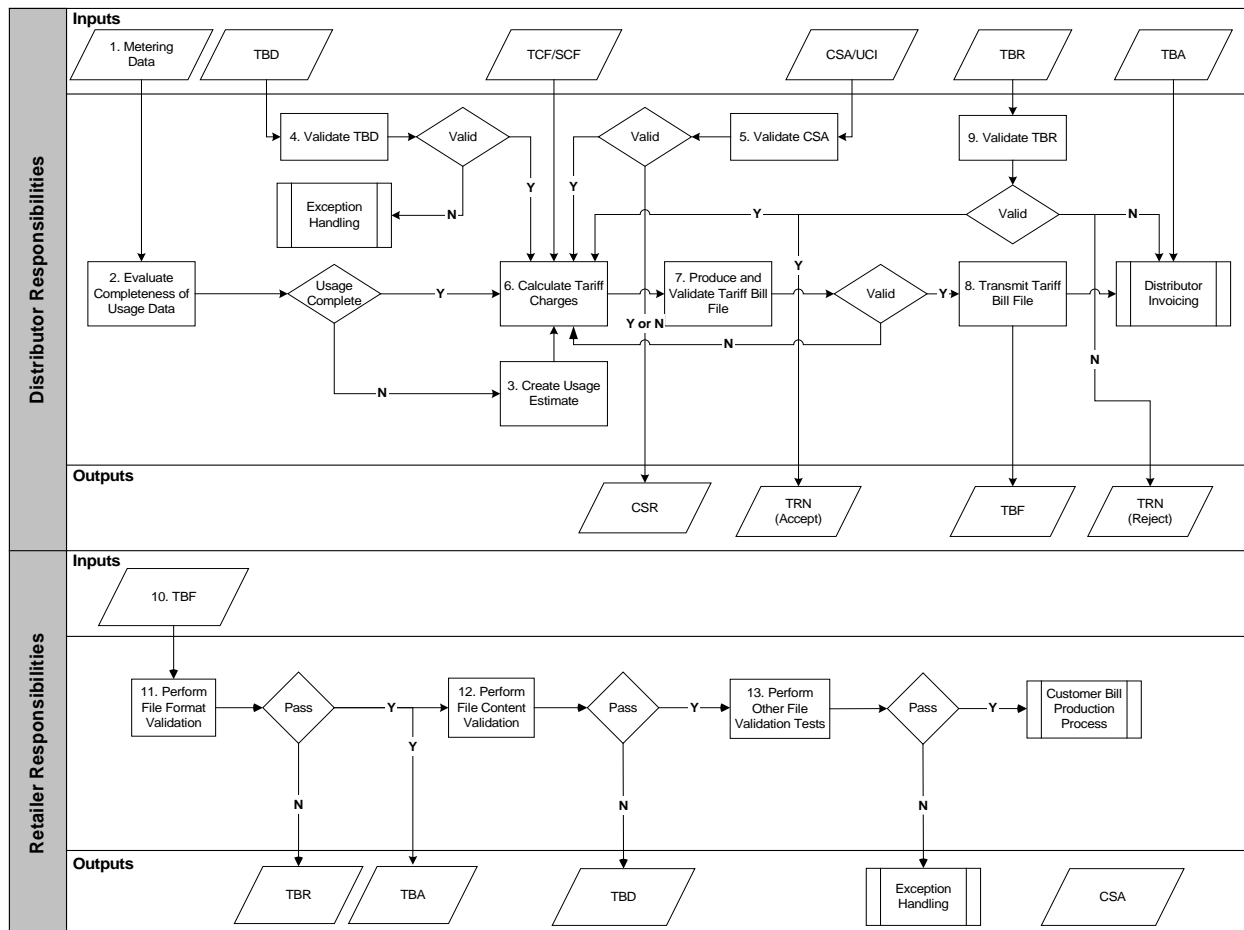 Distributor Responsibilities
Inputs
1. Metering
Data
TBD
TCF/SCF
CSA/UCI
TBR
TBA
4. Validate TBD
Valid
Valid
5. Validate CSA
9. Validate TBR
Y
Y
N
Exception
Handling
Valid
Y
N
Y
2. Evaluate
Completeness of
Usage Data
Usage
Complete
Y
6. Calculate Tariff
Charges
7. Produce and
Validate Tariff Bill
File
Y or N
Valid
Y
8. Transmit Tariff
Bill File
Distributor
Invoicing
N
N
N
3. Create Usage
Estimate
Outputs
CSR
TRN
(Accept)
TBF
TRN
(Reject)
Retailer Responsibilities
Inputs
10. TBF
11. Perform
File Format
Validation
Pass
Y
Y
12. Perform
File Content
Validation
Pass
Y
13. Perform
Other File
Validation Tests
Pass
Y
Customer Bill
Production
Process
N
N
N
Outputs
TBR
TBA
TBD
Exception
Handling
CSA